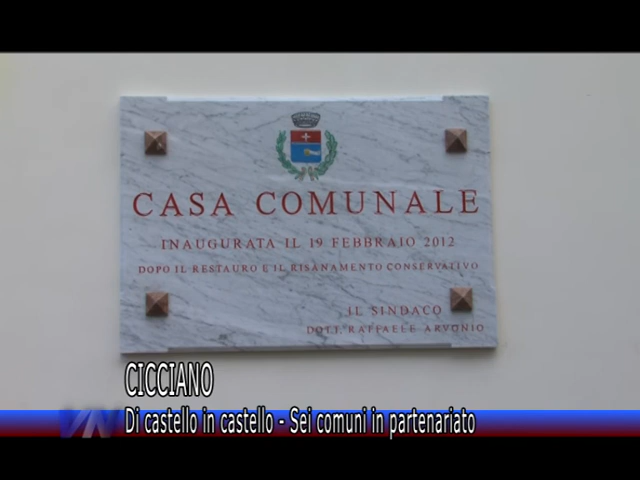 CASA COMUNALE
INAUGURATA IL 19 FEBBRAIO 2012
DOPO IL RESTAURO E IL RISANAMENTO CONSERVATIVO
IL SINDACO
DOTT. RAFFAELE ARVONIO
CICCIANO
Di castello in castello - Sei comuni in partenariato
VN